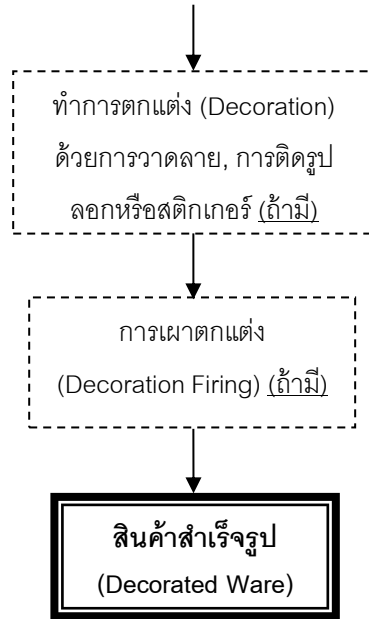 ทำการตกแต่ง (Decoration)
ด้วยการวาดลาย, การติดรูป
ลอกหรือสติกเกอร์ (ถ้ามี)
การเผาตกแต่ง
(Decoration Firing) (ถ้ามี)
สินค้าสำเร็จรูป
(Decorated Ware)